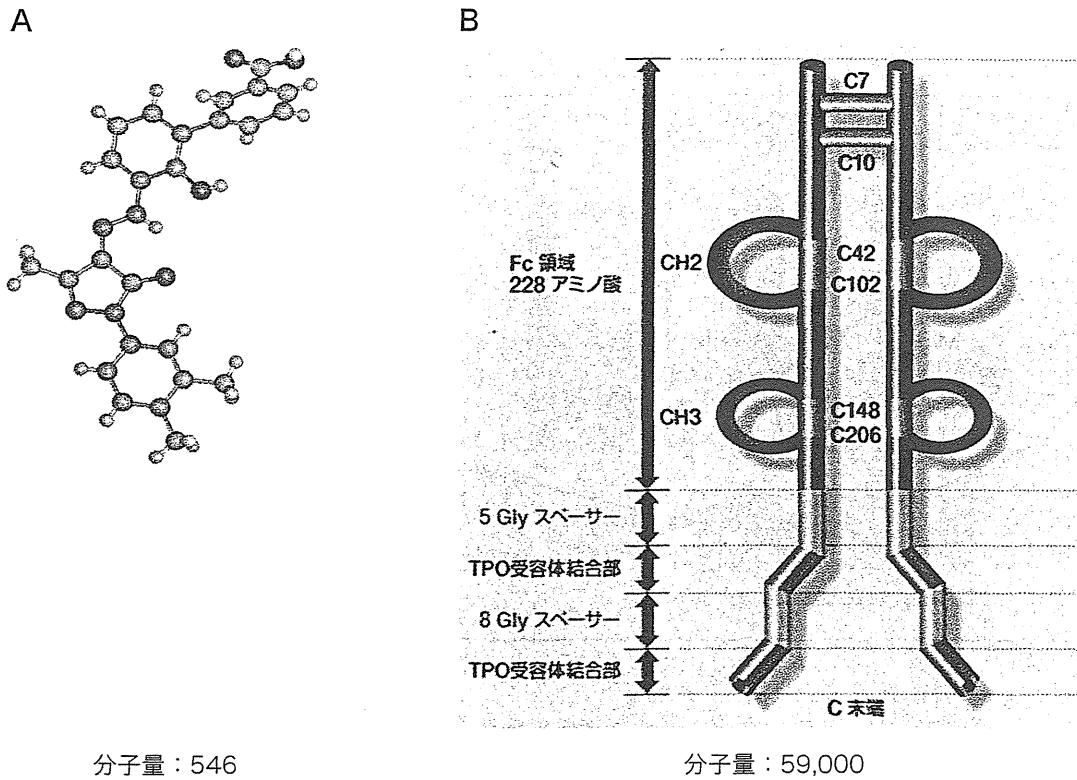 A
B
C7
C10
Fc 領域
228 アミノ酸
CH2
C42
C102
CH3
C148
C206
5 Gly スペーサー
TPO受容体結合部
8 Gly スペーサー
TPO受容体結合部
C 末端
分子量：546
分子量：59,000